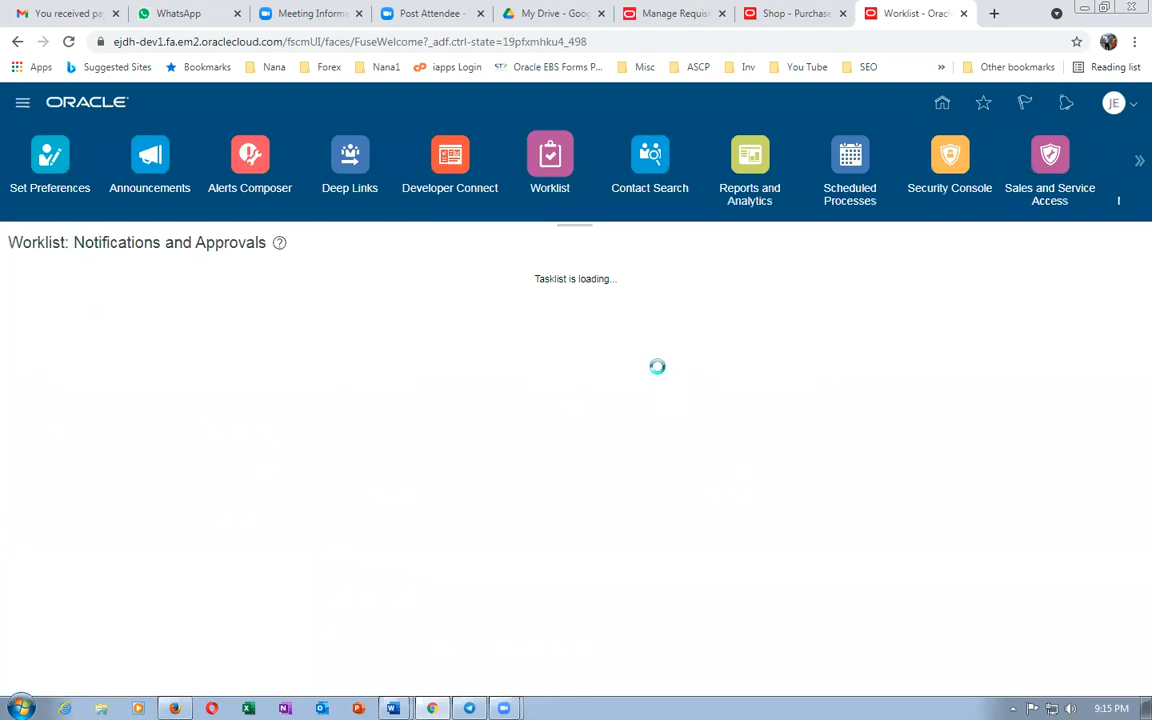 You received pay
WhatsApp
Meeting Informa
Post Attendee -
My Drive - Goog
Manage Requisi
Shop - Purchase
Worklist - Oracl
ejdh-dev1.fa.em2.oraclecloud.com/fscmUI/faces/FuseWelcome?_adf.ctrl-state=19pfxmhku4_498
Apps
Suggested Sites
Bookmarks
Nana
Forex
Nana1
iapps Login
Oracle EBS Forms P...
Misc
ASCP
Inv
You Tube
SEO
»
Other bookmarks
Reading list
ORACLE
JE
Set Preferences
Announcements
Alerts Composer
Deep Links
Developer Connect
Worklist
Contact Search
Reports and Analytics
Scheduled Processes
Security Console
Sales and Service Access
Worklist: Notifications and Approvals
Tasklist is loading...
9:15 PM